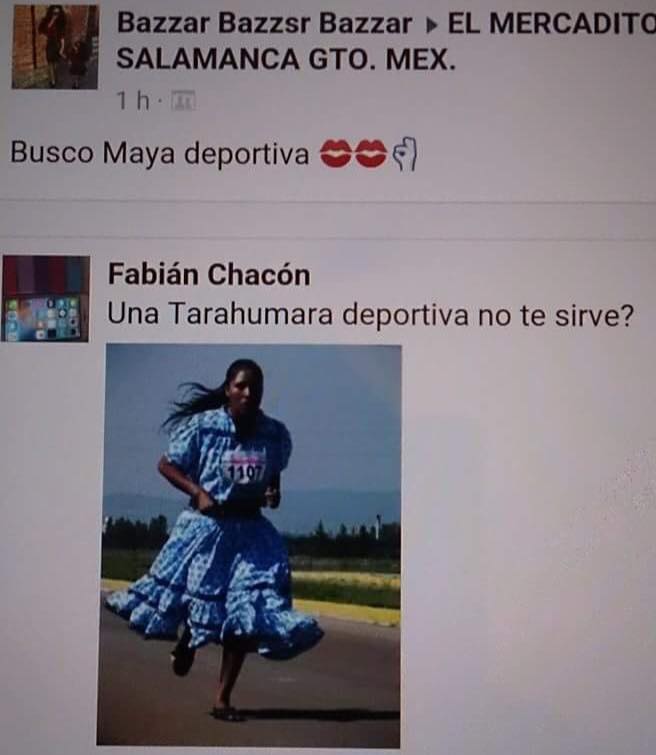 Bazzar Bazzsr Bazzar ▸ EL MERCADITO
SALAMANCA GTO. MEX.
1 h ·
Busco Maya deportiva 💋💋👌
Fabián Chacón
Una Tarahumara deportiva no te sirve?
1197